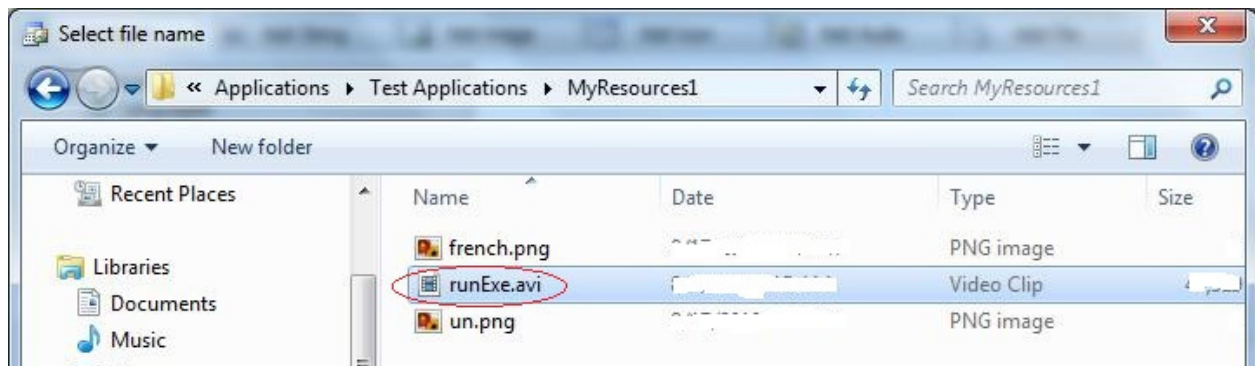 Select file name
« Applications ▸ Test Applications ▸ MyResources1 Search MyResources1
Organize ▾ New folder
Recent Places
Libraries
Documents
Music
Name Date Type Size
french.png PNG image
runExe.avi Video Clip
un.png PNG image